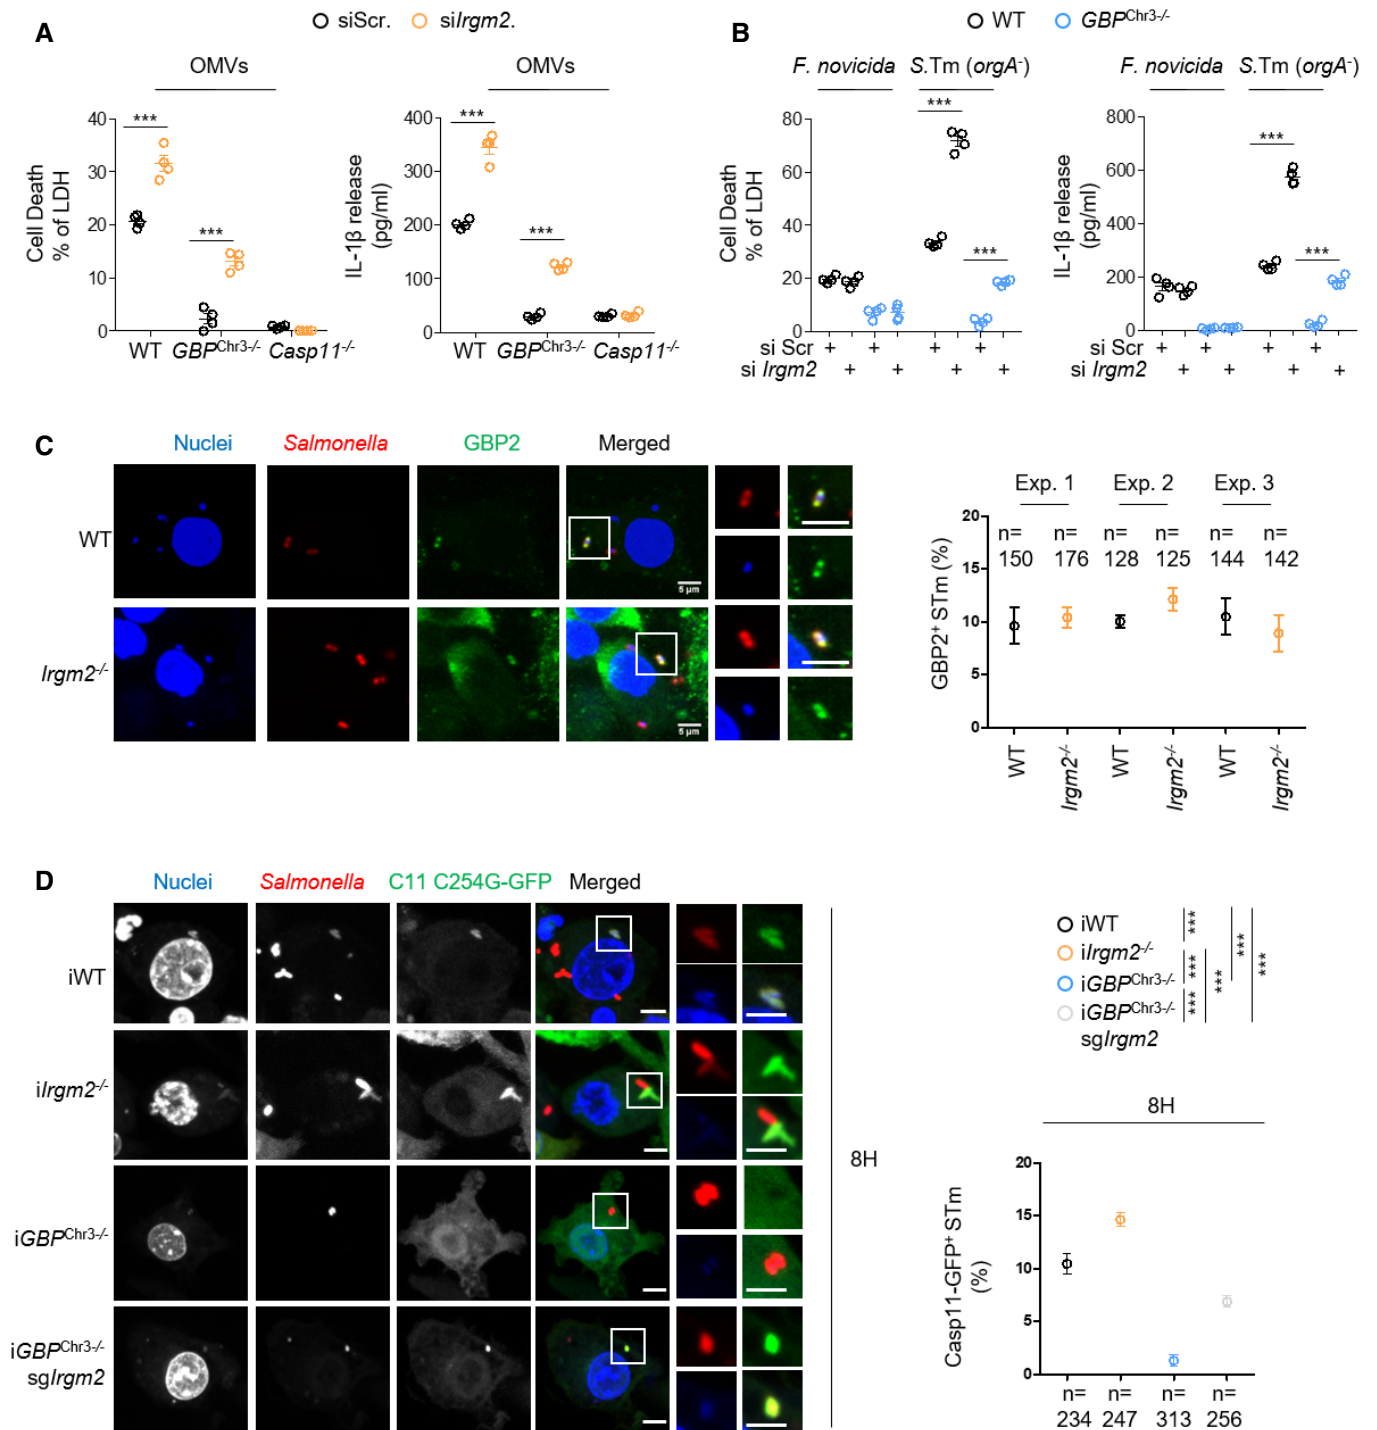 A
siScr. siIrgm2.
OMVs
OMVs
Cell Death
% of LDH
40
30
20
10
0
***
***
WT GBPChr3-/- Casp11-/-
IL-1β release
(pg/ml)
400
300
200
100
0
***
***
WT GBPChr3-/- Casp11-/-
B
WT GBPChr3-/-
F. novicida S.Tm (orgA-)
Cell Death
% of LDH
80
60
40
20
0
***
***
si Scr + + + +
si Irgm2 + + + +
F. novicida S.Tm (orgA-)
IL-1β release
(pg/ml)
800
600
400
200
0
***
***
si Scr + + + +
si Irgm2 + + + +
C
Nuclei Salmonella GBP2 Merged
WT
5 µm
Irgm2-/-
5 µm
Exp. 1 Exp. 2 Exp. 3
n= n= n= n= n= n=
150 176 128 125 144 142
GBP2+ STm (%)
20
15
10
5
0
WT Irgm2-/- WT Irgm2-/- WT Irgm2-/-
D
Nuclei Salmonella C11 C254G-GFP Merged
iWT
iIrgm2-/-
iGBPChr3-/-
iGBPChr3-/-
sgIrgm2
8H
iWT
iIrgm2-/-
iGBPChr3-/-
iGBPChr3-/-
sgIrgm2
***
***
***
***
***
***
8H
Casp11-GFP+ STm
(%)
20
15
10
5
0
n= n= n= n=
234 247 313 256